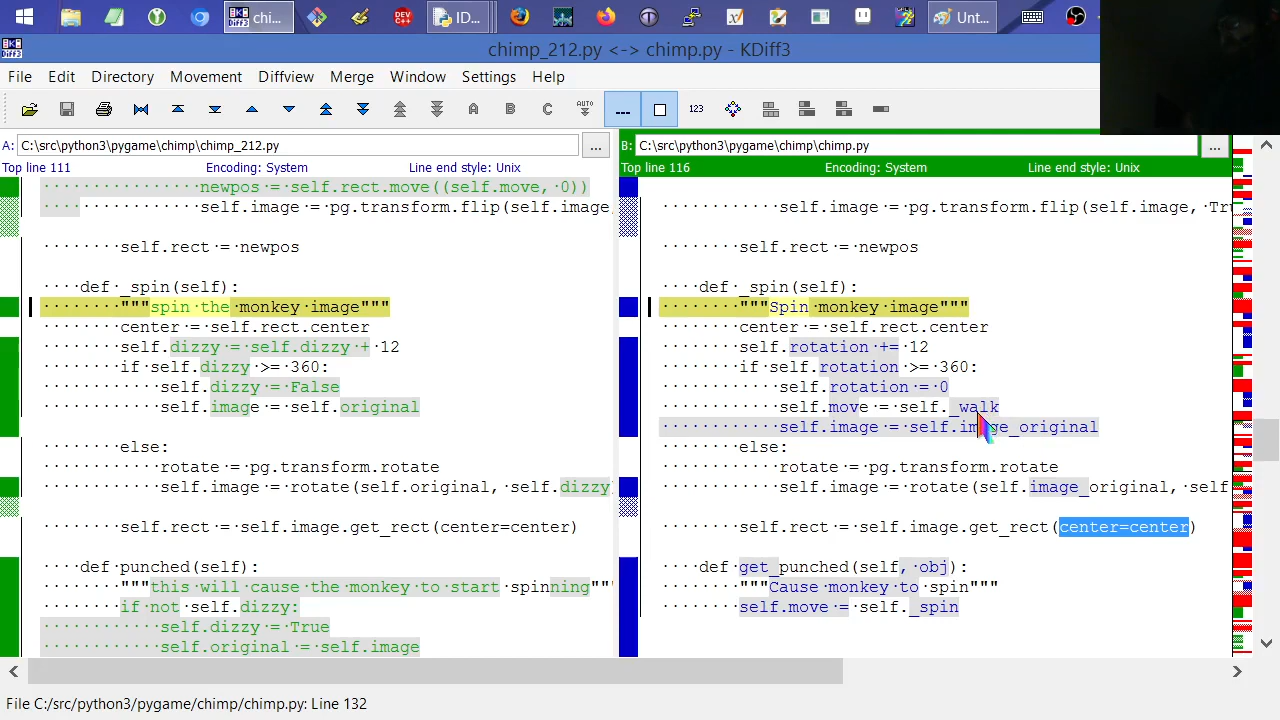 chi...
DEV C++
ID...
Unt...
chimp_212.py <-> chimp.py - KDiff3
File Edit Directory Movement Diffview Merge Window Settings Help
A B C AUTO 123
A: C:\src\python3\pygame\chimp\chimp_212.py ...
B: C:\src\python3\pygame\chimp\chimp.py ...
Top line 111 Encoding: System Line end style: Unix
Top line 116 Encoding: System Line end style: Unix
newpos = self.rect.move((self.move, 0))
self.image = pg.transform.flip(self.image,
self.rect = newpos
def _spin(self):
"""spin the monkey image"""
center = self.rect.center
self.dizzy = self.dizzy + 12
if self.dizzy >= 360:
self.dizzy = False
self.image = self.original
else:
rotate = pg.transform.rotate
self.image = rotate(self.original, self.dizzy
self.rect = self.image.get_rect(center=center)
def punched(self):
"""this will cause the monkey to start spinning"""
if not self.dizzy:
self.dizzy = True
self.original = self.image
self.image = pg.transform.flip(self.image, Tru
self.rect = newpos
def _spin(self):
"""Spin monkey image"""
center = self.rect.center
self.rotation += 12
if self.rotation >= 360:
self.rotation = 0
self.move = self._walk
self.image = self.image_original
else:
rotate = pg.transform.rotate
self.image = rotate(self.image_original, self
self.rect = self.image.get_rect(center=center)
def get_punched(self, obj):
"""Cause monkey to spin"""
self.move = self._spin
File C:/src/python3/pygame/chimp/chimp.py: Line 132